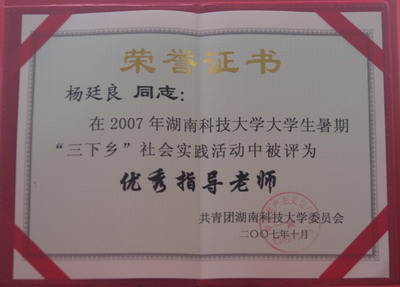 荣誉证书
杨廷良 同志：
在2007年湖南科技大学大学生暑期
“三下乡”社会实践活动中被评为
优秀指导老师
共青团湖南科技大学委员会
二〇〇七年十月